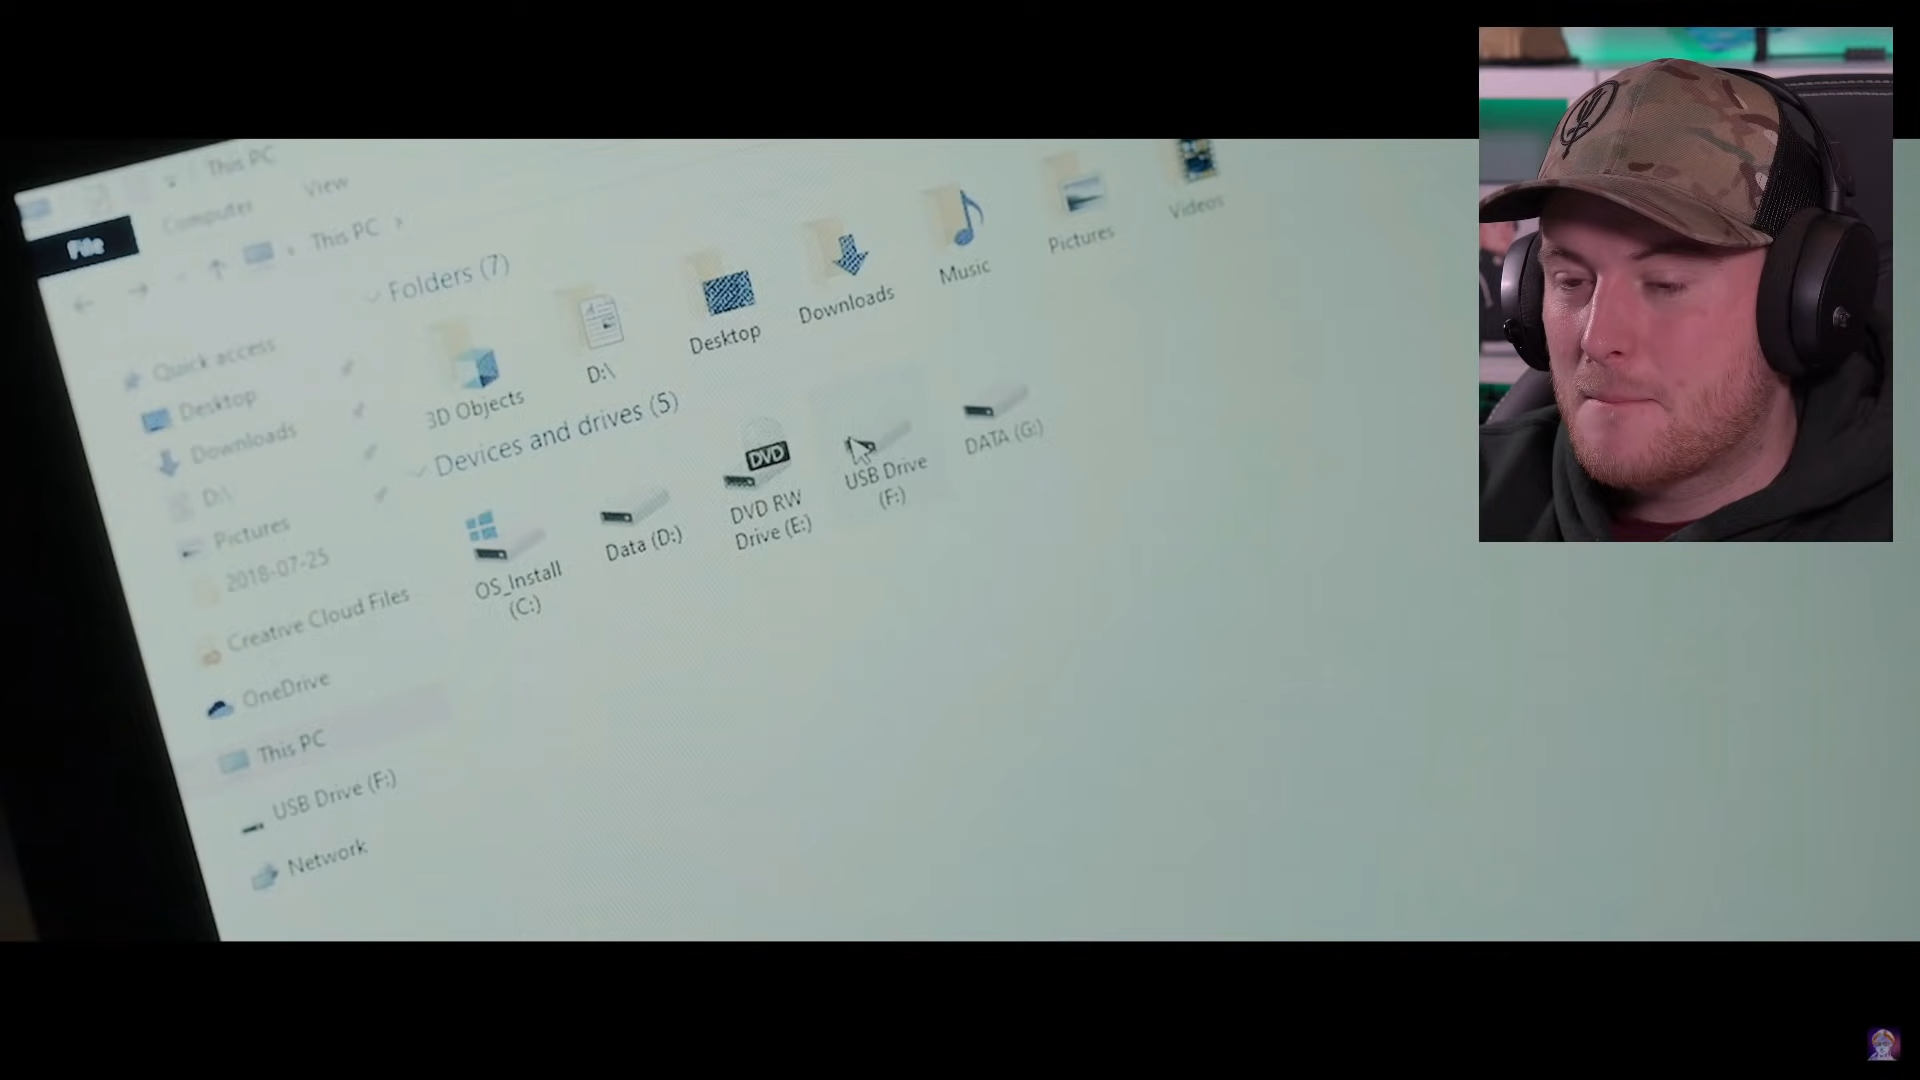 This PC
File
Computer
View
This PC >
Folders (7)
3D Objects
D:\
Desktop
Downloads
Music
Pictures
Videos
Devices and drives (5)
OS_Install
(C:)
Data (D:)
DVD
DVD RW
Drive (E:)
USB Drive
(F:)
DATA (G:)
Quick access
Desktop
Downloads
D:\
Pictures
2018-07-25
Creative Cloud Files
OneDrive
This PC
USB Drive (F:)
Network